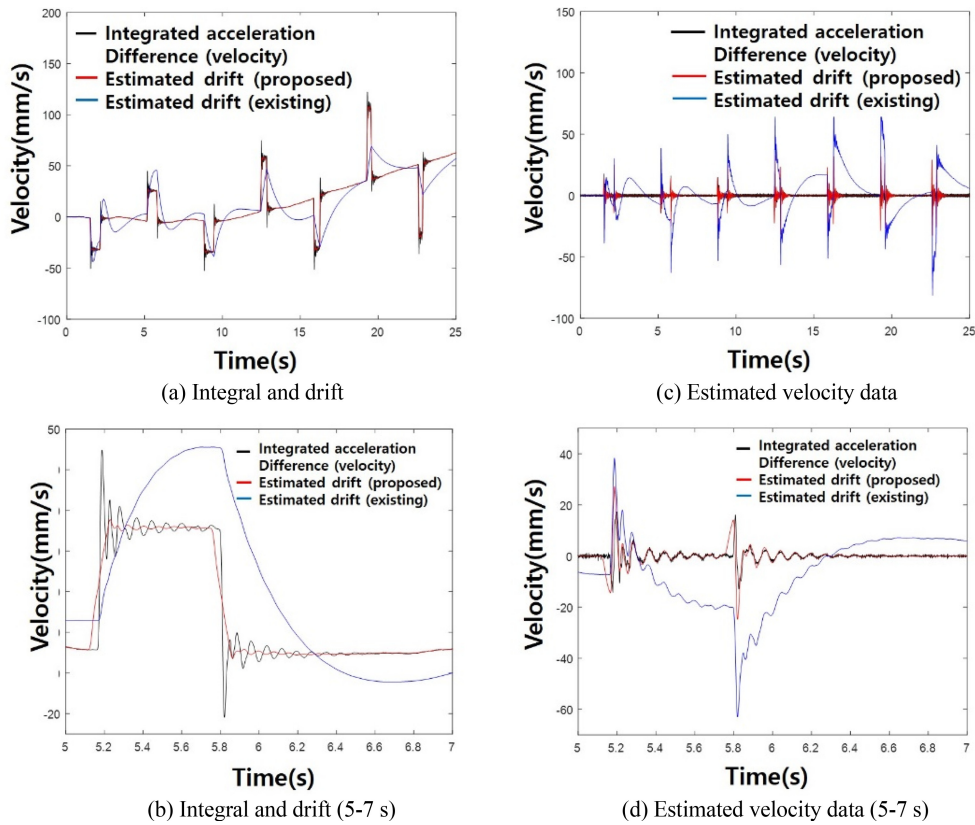 200
150
100
50
0
-50
-100
Velocity(mm/s)
Integrated acceleration
Difference (velocity)
Estimated drift (proposed)
Estimated drift (existing)
0 5 10 15 20 25
Time(s)
(a) Integral and drift
150
100
50
0
-50
-100
Velocity(mm/s)
Integrated acceleration
Difference (velocity)
Estimated drift (proposed)
Estimated drift (existing)
0 5 10 15 20 25
Time(s)
(c) Estimated velocity data
50
-20
Velocity(mm/s)
Integrated acceleration
Difference (velocity)
Estimated drift (proposed)
Estimated drift (existing)
5 5.2 5.4 5.6 5.8 6 6.2 6.4 6.6 6.8 7
Time(s)
(b) Integral and drift (5-7 s)
40
20
0
-20
-40
-60
Velocity(mm/s)
Integrated acceleration
Difference (velocity)
Estimated drift (proposed)
Estimated drift (existing)
5 5.2 5.4 5.6 5.8 6 6.2 6.4 6.6 6.8 7
Time(s)
(d) Estimated velocity data (5-7 s)